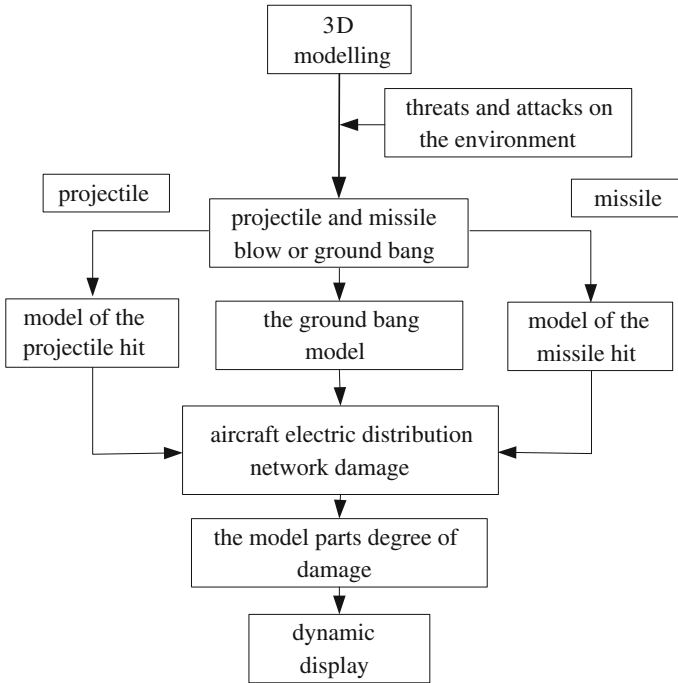 3D
modelling
threats and attacks on
the environment
projectile
missile
projectile and missile
blow or ground bang
model of the
projectile hit
the ground bang
model
model of the
missile hit
aircraft electric distribution
network damage
the model parts degree of
damage
dynamic
display